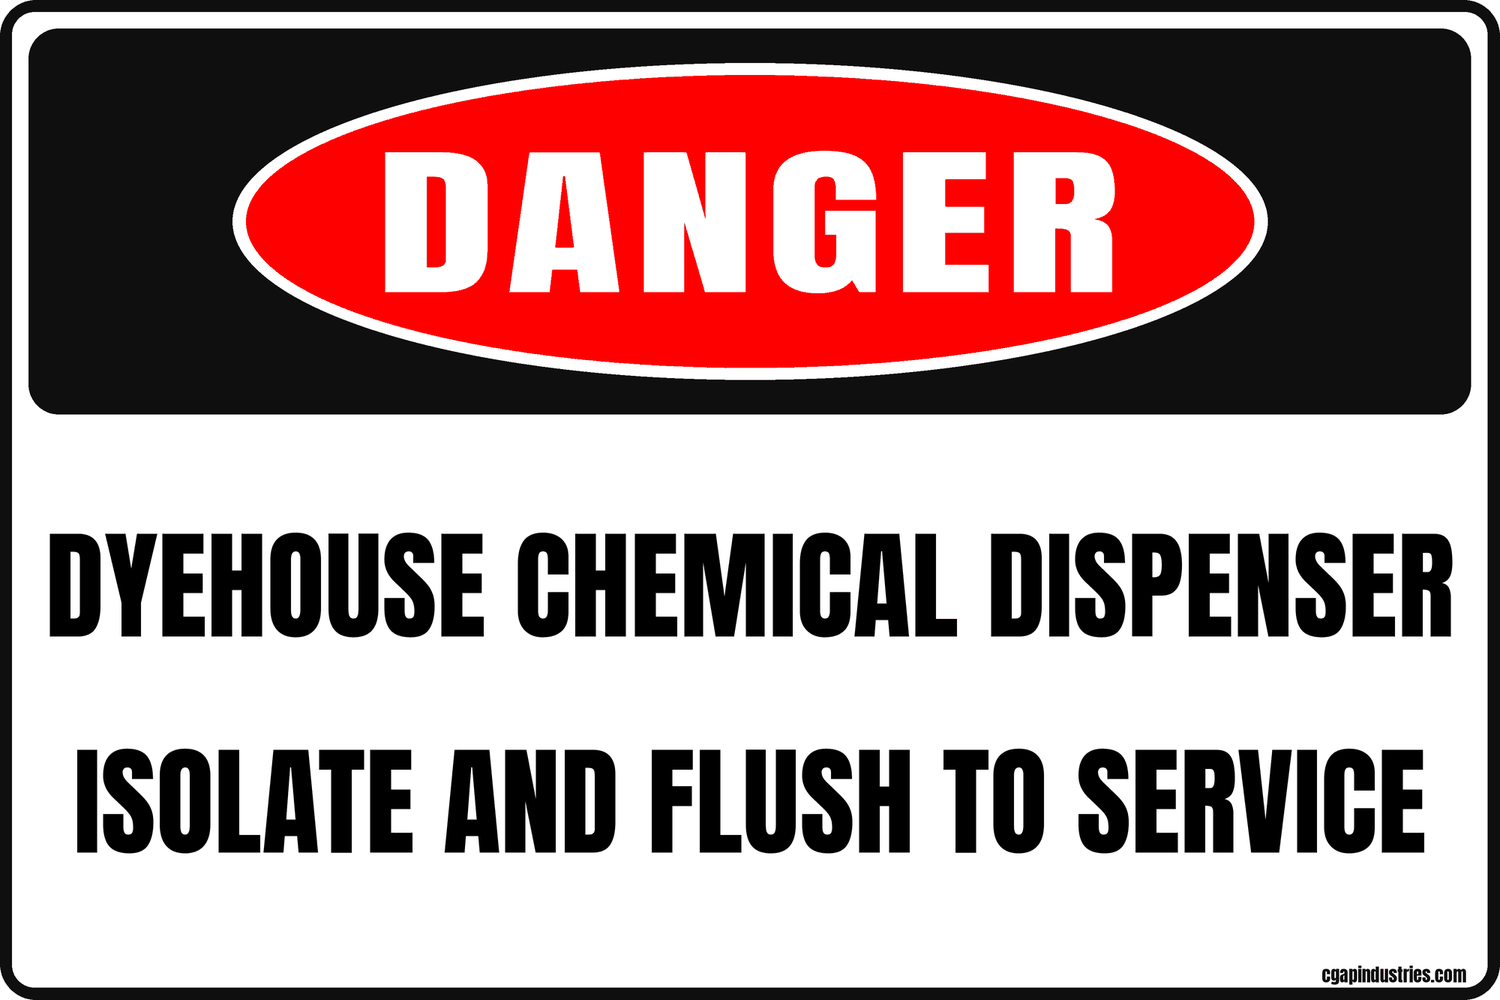 DANGER
DYEHOUSE CHEMICAL DISPENSER
ISOLATE AND FLUSH TO SERVICE
cgapindustries.com